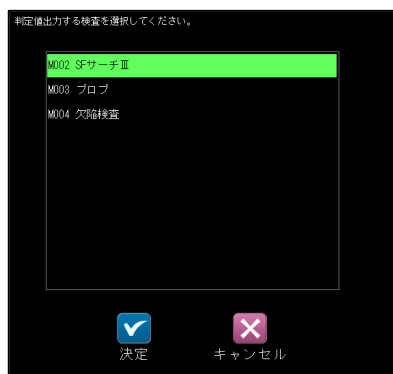 判定値出力する検査を選択してください。
M002 SFサーチⅢ
M003 ブロブ
M004 欠陥検査
決定
キャンセル